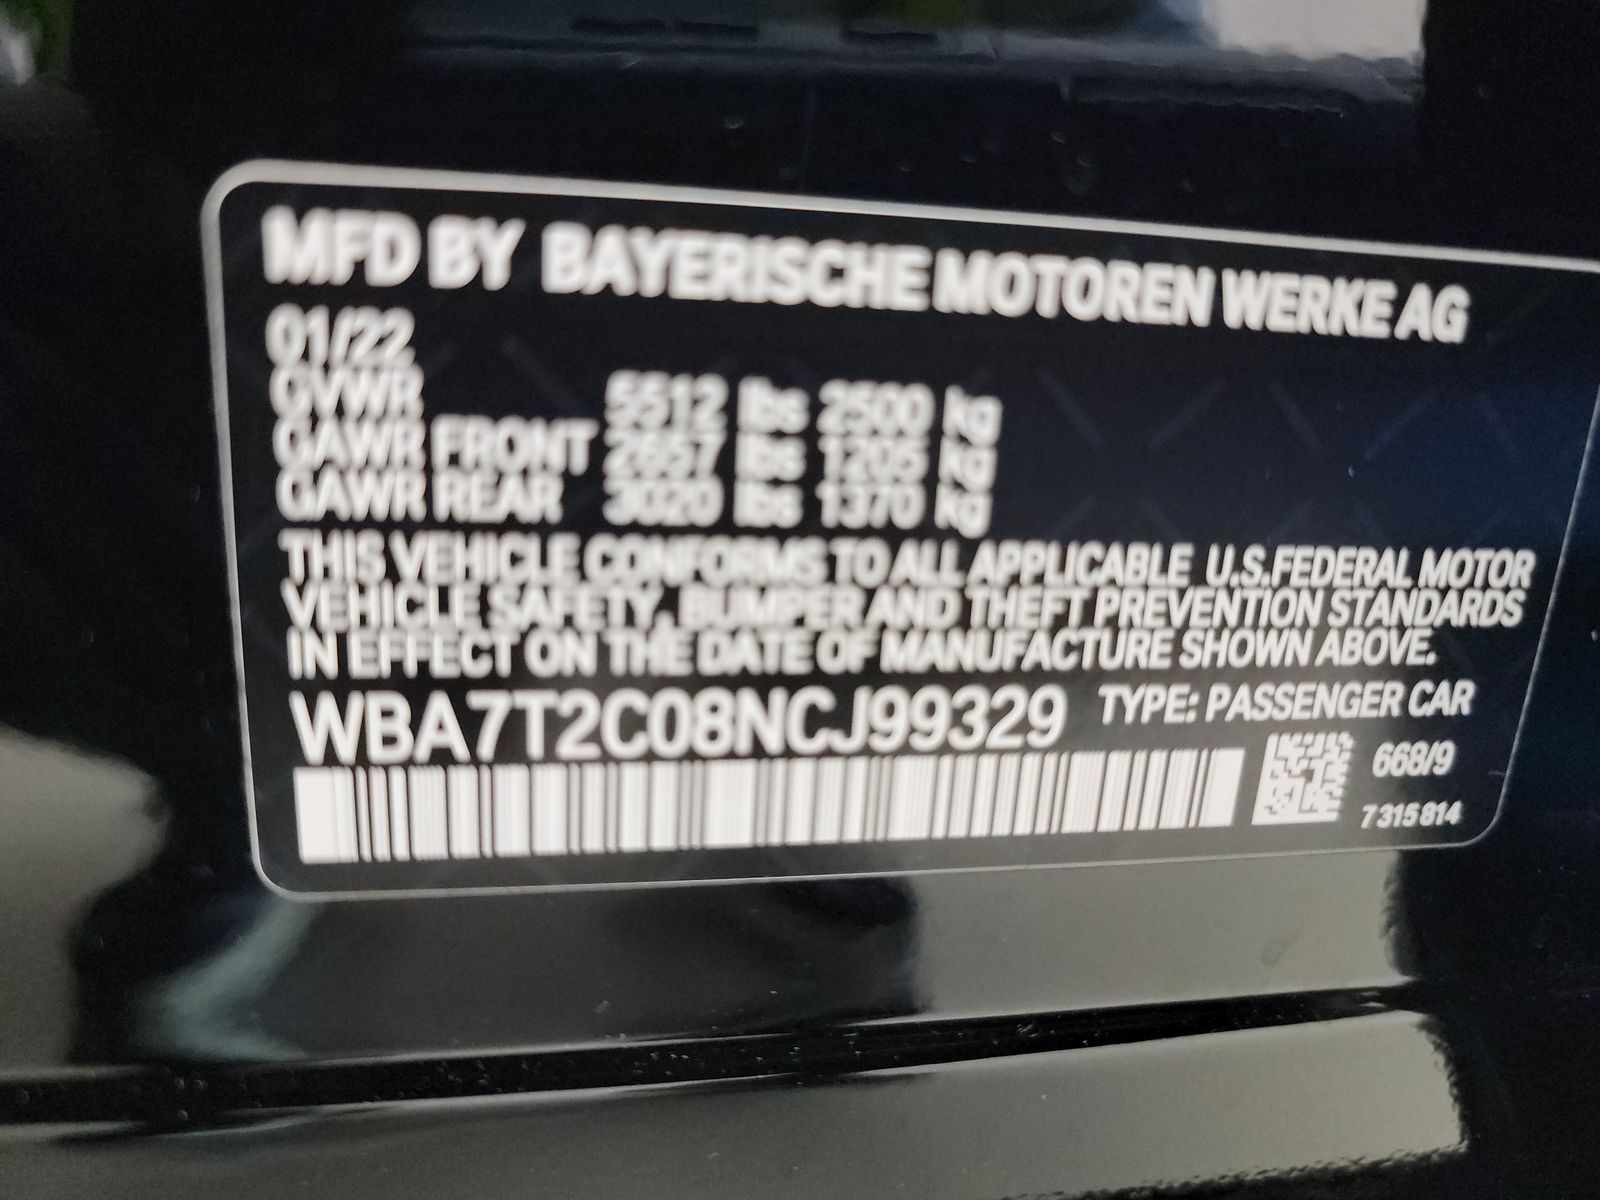 MFD BY BAYERISCHE MOTOREN WERKE AG
01/22
GVWR 5512 lbs 2500 kg
GAWR FRONT 2657 lbs 1205 kg
GAWR REAR 3020 lbs 1370 kg
THIS VEHICLE CONFORMS TO ALL APPLICABLE U.S.FEDERAL MOTOR
VEHICLE SAFETY, BUMPER AND THEFT PREVENTION STANDARDS
IN EFFECT ON THE DATE OF MANUFACTURE SHOWN ABOVE.
WBA7T2C08NCJ99329 TYPE: PASSENGER CAR
668/9
7 315 814